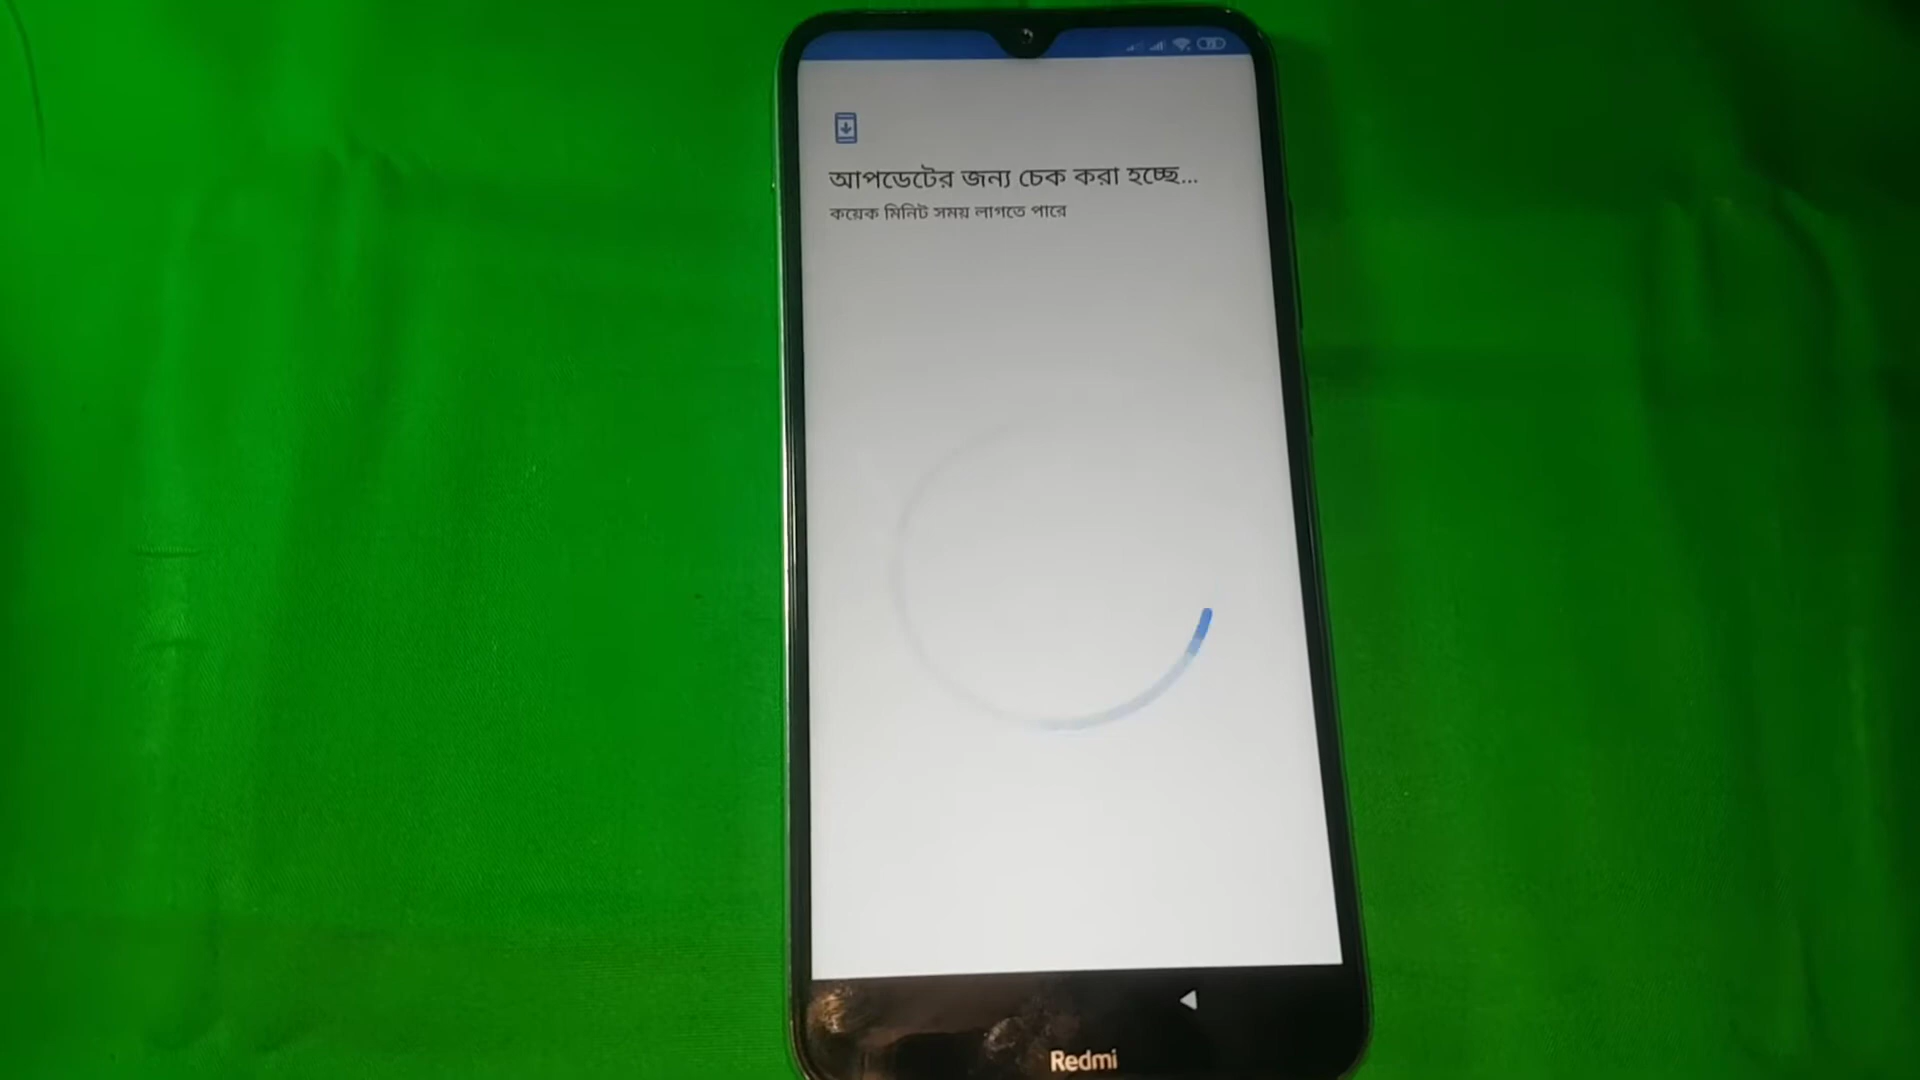 আপডেটের জন্য চেক করা হচ্ছে...
কয়েক মিনিট সময় লাগতে পারে
Redmi